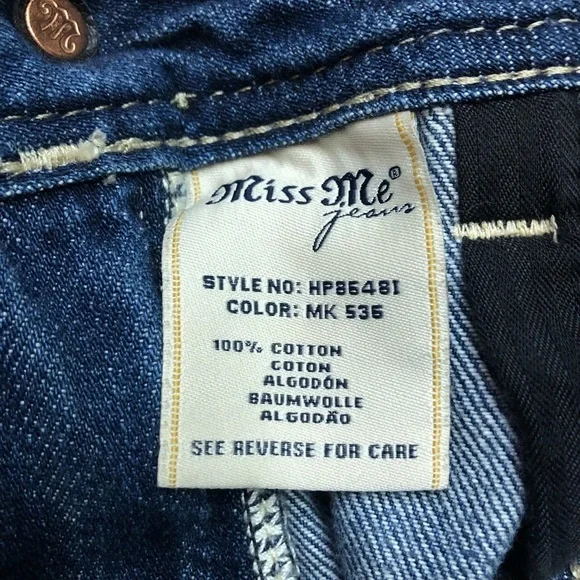 Miss Me®
jeans
STYLE NO: HP8648I
COLOR: MK 536
100% COTTON
COTON
ALGODÓN
BAUMWOLLE
ALGODÃO
SEE REVERSE FOR CARE